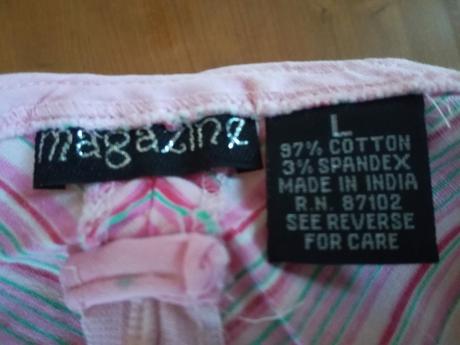 magazine
L
97% COTTON
3% SPANDEX
MADE IN INDIA
R.N. 87102
SEE REVERSE
FOR CARE